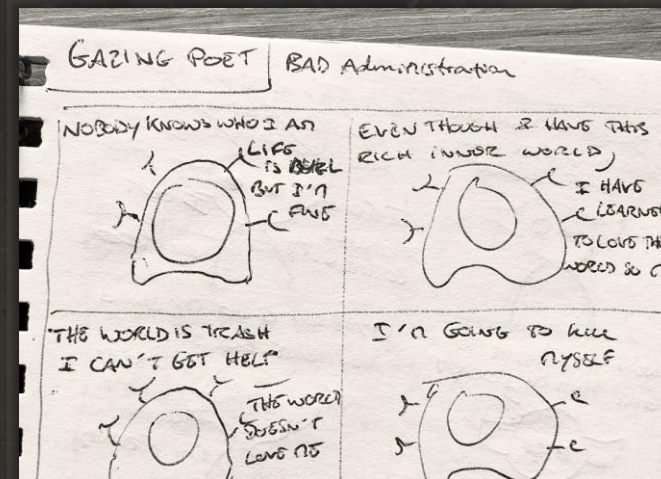 GAZING POET
BAD Administration
NOBODY KNOWS WHO I AM
LIFE
IS
BUT I'M
FINE
EVEN THOUGH I HAVE THIS
RICH INNER WORLD,
I HAVE
LEARNED
TO LOVE THE
WORLD SO
THE WORLD IS TRASH
I CAN'T GET HELP
THE WORLD
DOESN'T
LOVE ME
I'M GOING TO KILL
MYSELF